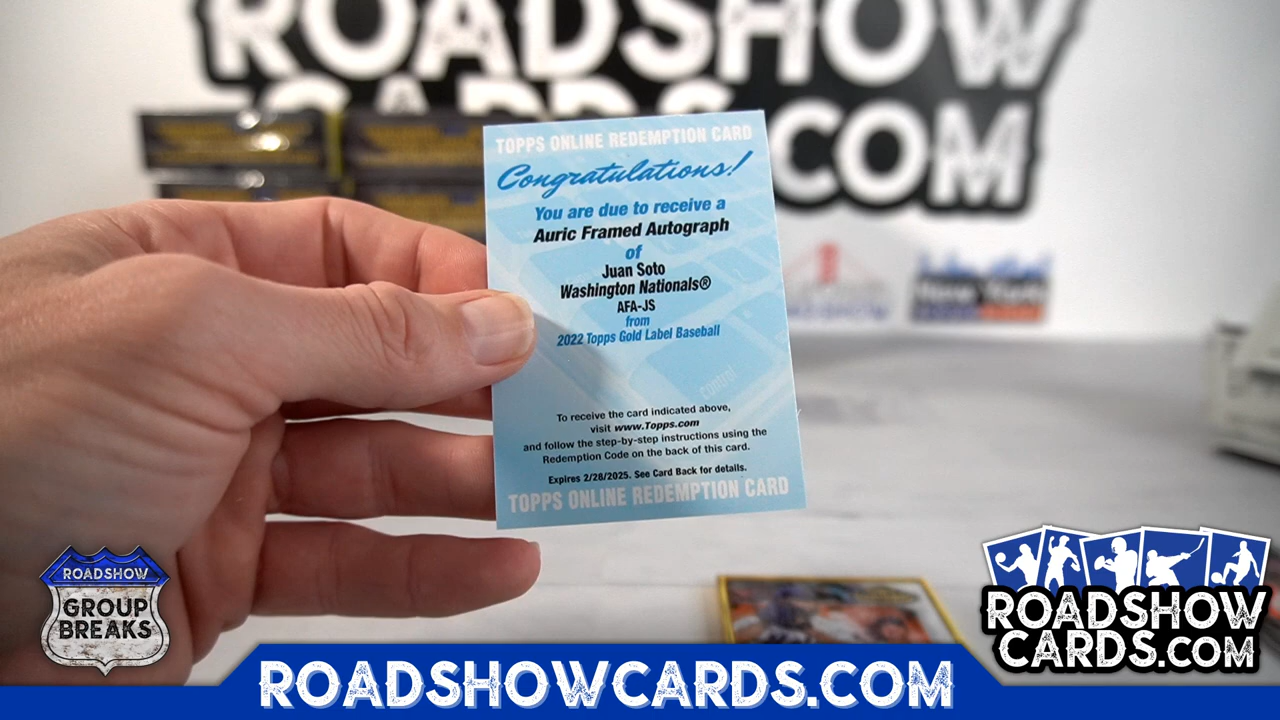 ROADSHOW
CARDS.COM
TOPPS ONLINE REDEMPTION CARD
Congratulations!
You are due to receive a
Auric Framed Autograph
of
Juan Soto
Washington Nationals®
AFA-JS
from
2022 Topps Gold Label Baseball
control
To receive the card indicated above,
visit www.Topps.com
and follow the step-by-step instructions using the
Redemption Code on the back of this card.
Expires 2/28/2025. See Card Back for details.
TOPPS ONLINE REDEMPTION CARD
New York
ROADSHOW
GROUP
BREAKS
ROADSHOW
CARDS.COM
ROADSHOWCARDS.COM